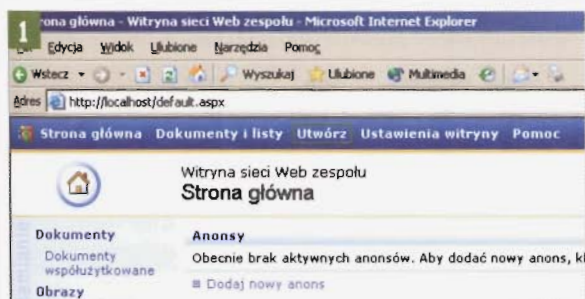 1
rona główna - Witryna sieci Web zespołu - Microsoft Internet Explorer
Edycja Widok Ulubione Narzędzia Pomoc
Wstecz Wyszukaj Ulubione Multimedia
Adres http://localhost/default.aspx
Strona główna Dokumenty i listy Utwórz Ustawienia witryny Pomoc
Witryna sieci Web zespołu
Strona główna
Dokumenty
Dokumenty
współużytkowane
Obrazy
Anonsy
Obecnie brak aktywnych anonsów. Aby dodać nowy anons, kl
Dodaj nowy anons